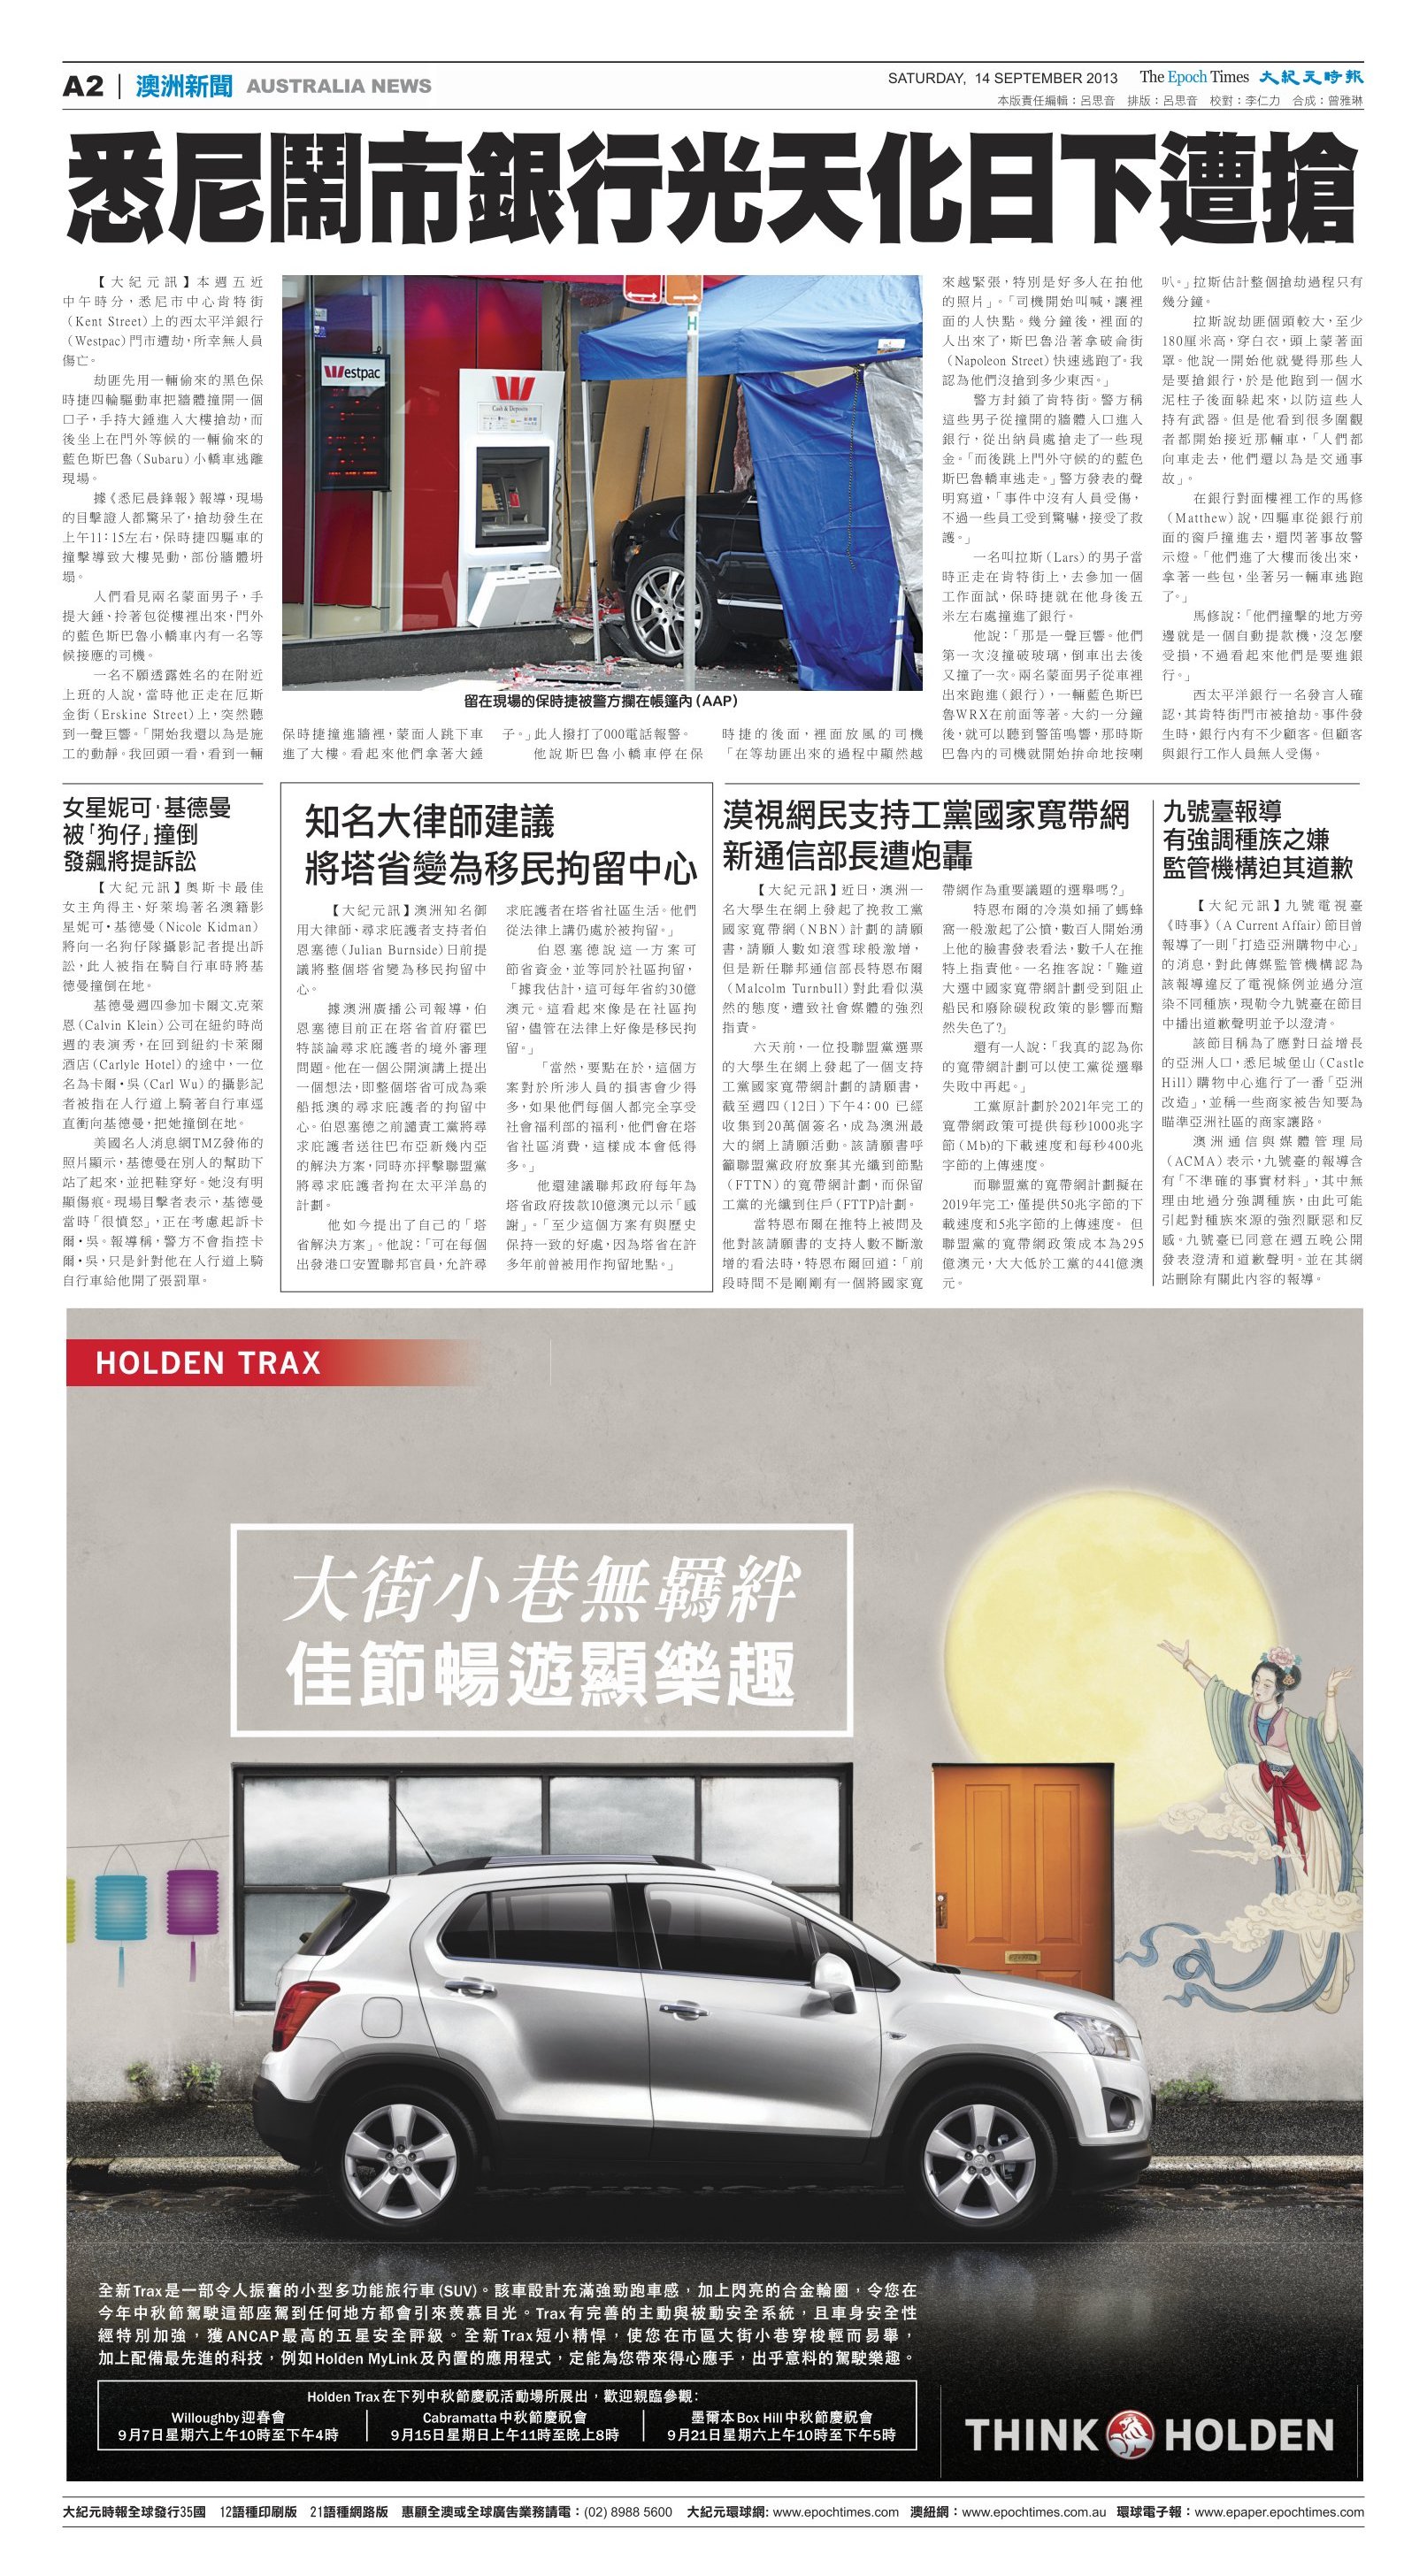 A2 | 澳洲新聞 AUSTRALIA NEWS
SATURDAY, 14 SEPTEMBER 2013 The Epoch Times 大紀元時報
本版責任編輯：呂思音 排版：呂思音 校對：李仁力 合成：曾雅琳
悉尼鬧市銀行光天化日下遭搶
【大紀元訊】本週五近
中午時分，悉尼市中心肯特街
（Kent Street）上的西太平洋銀行
（Westpac）門市遭劫，所幸無人員
傷亡。
劫匪先用一輛偷來的黑色保
時捷四輪驅動車把牆體撞開一個
口子，手持大錘進入大樓搶劫，而
後坐上在門外等候的一輛偷來的
藍色斯巴魯（Subaru）小轎車逃離
現場。
據《悉尼晨鋒報》報導，現場
的目擊證人都驚呆了，搶劫發生在
上午11：15左右，保時捷四驅車的
撞擊導致大樓晃動，部份牆體坍
塌。
人們看見兩名蒙面男子，手
提大錘、拎著包從樓裡出來，門外
的藍色斯巴魯小轎車內有一名等
候接應的司機。
一名不願透露姓名的在附近
上班的人說，當時他正走在厄斯
金街（Erskine Street）上，突然聽
到一聲巨響。「開始我還以為是施
工的動靜。我回頭一看，看到一輛
Westpac
Cash & Deposits
H
留在現場的保時捷被警方攔在帳篷內（AAP）
保時捷撞進牆裡，蒙面人跳下車
進了大樓。看起來他們拿著大錘
子。」此人撥打了000電話報警。
他說斯巴魯小轎車停在保
時捷的後面，裡面放風的司機
「在等劫匪出來的過程中顯然越
來越緊張，特別是好多人在拍他
的照片」。「司機開始叫喊，讓裡
面的人快點。幾分鐘後，裡面的
人出來了，斯巴魯沿著拿破侖街
（Napoleon Street）快速逃跑了。我
認為他們沒搶到多少東西。」
警方封鎖了肯特街。警方稱
這些男子從撞開的牆體入口進入
銀行，從出納員處搶走了一些現
金。「而後跳上門外守候的的藍色
斯巴魯轎車逃走。」警方發表的聲
明寫道，「事件中沒有人員受傷，
不過一些員工受到驚嚇，接受了救
護。」
一名叫拉斯（Lars）的男子當
時正走在肯特街上，去參加一個
工作面試，保時捷就在他身後五
米左右處撞進了銀行。
他說：「那是一聲巨響。他們
第一次沒撞破玻璃，倒車出去後
又撞了一次。兩名蒙面男子從車裡
出來跑進（銀行），一輛藍色斯巴
魯WRX在前面等著。大約一分鐘
後，就可以聽到警笛鳴響，那時斯
巴魯內的司機就開始拚命地按喇
叭。」拉斯估計整個搶劫過程只有
幾分鐘。
拉斯說劫匪個頭較大，至少
180厘米高，穿白衣，頭上蒙著面
罩。他說一開始他就覺得那些人
是要搶銀行，於是他跑到一個水
泥柱子後面躲起來，以防這些人
持有武器。但是他看到很多圍觀
者都開始接近那輛車，「人們都
向車走去，他們還以為是交通事
故」。
在銀行對面樓裡工作的馬修
（Matthew）說，四驅車從銀行前
面的窗戶撞進去，還閃著事故警
示燈。「他們進了大樓而後出來，
拿著一些包，坐著另一輛車逃跑
了。」
馬修說：「他們撞擊的地方旁
邊就是一個自動提款機，沒怎麼
受損，不過看起來他們是要進銀
行。」
西太平洋銀行一名發言人確
認，其肯特街門市被搶劫。事件發
生時，銀行內有不少顧客。但顧客
與銀行工作人員無人受傷。
女星妮可·基德曼
被「狗仔」撞倒
發飆將提訴訟
【大紀元訊】奧斯卡最佳
女主角得主、好萊塢著名澳籍影
星妮可•基德曼（Nicole Kidman）
將向一名狗仔隊攝影記者提出訴
訟，此人被指在騎自行車時將基
德曼撞倒在地。
基德曼週四參加卡爾文.克萊
恩（Calvin Klein）公司在紐約時尚
週的表演秀，在回到紐約卡萊爾
酒店（Carlyle Hotel）的途中，一位
名為卡爾•吳（Carl Wu）的攝影記
者被指在人行道上騎著自行車逕
直衝向基德曼，把她撞倒在地。
美國名人消息網TMZ發佈的
照片顯示，基德曼在別人的幫助下
站了起來，並把鞋穿好。她沒有明
顯傷痕。現場目擊者表示，基德曼
當時「很憤怒」，正在考慮起訴卡
爾•吳。報導稱，警方不會指控卡
爾•吳，只是針對他在人行道上騎
自行車給他開了張罰單。
知名大律師建議
將塔省變為移民拘留中心
【大紀元訊】澳洲知名御
用大律師、尋求庇護者支持者伯
恩塞德（Julian Burnside）日前提
議將整個塔省變為移民拘留中
心。
據澳洲廣播公司報導，伯
恩塞德目前正在塔省首府霍巴
特談論尋求庇護者的境外審理
問題。他在一個公開演講上提出
一個想法，即整個塔省可成為乘
船抵澳的尋求庇護者的拘留中
心。伯恩塞德之前譴責工黨將尋
求庇護者送往巴布亞新幾內亞
的解決方案，同時亦抨擊聯盟黨
將尋求庇護者拘在太平洋島的
計劃。
他如今提出了自己的「塔
省解決方案」。他說：「可在每個
出發港口安置聯邦官員，允許尋
求庇護者在塔省社區生活。他們
從法律上講仍處於被拘留。」
伯恩塞德說這一方案可
節省資金，並等同於社區拘留，
「據我估計，這可每年省約30億
澳元。這看起來像是在社區拘
留，儘管在法律上好像是移民拘
留。」
「當然，要點在於，這個方
案對於所涉人員的損害會少得
多，如果他們每個人都完全享受
社會福利部的福利，他們會在塔
省社區消費，這樣成本會低得
多。」
他還建議聯邦政府每年為
塔省政府拨款10億澳元以示「感
謝」。「至少這個方案有與歷史
保持一致的好處，因為塔省在許
多年前曾被用作拘留地點。」
漠視網民支持工黨國家寬帶網
新通信部長遭炮轟
【大紀元訊】近日，澳洲一
名大學生在網上發起了挽救工黨
國家寬帶網（NBN）計劃的請願
書，請願人數如滾雪球般激增，
但是新任聯邦通信部長特恩布爾
（Malcolm Turnbull）對此看似漠
然的態度，遭致社會媒體的強烈
指責。
六天前，一位投聯盟黨選票
的大學生在網上發起了一個支持
工黨國家寬帶網計劃的請願書，
截至週四（12日）下午4：00 已經
收集到20萬個簽名，成為澳洲最
大的網上請願活動。該請願書呼
籲聯盟黨政府放棄其光纖到節點
（FTTN）的寬帶網計劃，而保留
工黨的光纖到住戶（FTTP)計劃。
當特恩布爾在推特上被問及
他對該請願書的支持人數不斷激
增的看法時，特恩布爾回道：「前
段時間不是剛剛有一個將國家寬
帶網作為重要議題的選舉嗎？」
特恩布爾的冷漠如捅了螞蜂
窩一般激起了公憤，數百人開始湧
上他的臉書發表看法，數千人在推
特上指責他。一名推客說：「難道
大選中國家寬帶網計劃受到阻止
船民和廢除碳稅政策的影響而黯
然失色了?」
還有一人說：「我真的認為你
的寬帶網計劃可以使工黨從選舉
失敗中再起。」
工黨原計劃於2021年完工的
寬帶網政策可提供每秒1000兆字
節（Mb)的下載速度和每秒400兆
字節的上傳速度。
而聯盟黨的寬帶網計劃擬在
2019年完工，僅提供50兆字節的下
載速度和5兆字節的上傳速度。 但
聯盟黨的寬帶網政策成本為295
億澳元，大大低於工黨的441億澳
元。
九號臺報導
有強調種族之嫌
監管機構迫其道歉
【大紀元訊】九號電視臺
《時事》（A Current Affair）節目曾
報導了一則「打造亞洲購物中心」
的消息，對此傳媒監管機構認為
該報導違反了電視條例並過分渲
染不同種族，現勒令九號臺在節目
中播出道歉聲明並予以澄清。
該節目稱為了應對日益增長
的亞洲人口，悉尼城堡山（Castle
Hill）購物中心進行了一番「亞洲
改造」，並稱一些商家被告知要為
瞄準亞洲社區的商家讓路。
澳洲通信與媒體管理局
（ACMA）表示，九號臺的報導含
有「不準確的事實材料」，其中無
理由地過分強調種族，由此可能
引起對種族來源的強烈厭惡和反
感。九號臺已同意在週五晚公開
發表澄清和道歉聲明。並在其網
站刪除有關此內容的報導。
HOLDEN TRAX
大街小巷無羈絆
佳節暢遊顯樂趣
全新Trax是一部令人振奮的小型多功能旅行車(SUV)。該車設計充滿強勁跑車感，加上閃亮的合金輪圈，令您在
今年中秋節駕駛這部座駕到任何地方都會引來羨慕目光。Trax有完善的主動與被動安全系統，且車身安全性
經特別加強，獲ANCAP最高的五星安全評級。全新Trax短小精悍，使您在市區大街小巷穿梭輕而易舉，
加上配備最先進的科技，例如Holden MyLink及內置的應用程式，定能為您帶來得心應手，出乎意料的駕駛樂趣。
Holden Trax在下列中秋節慶祝活動場所展出，歡迎親臨參觀：
Willoughby迎春會
9月7日星期六上午10時至下午4時
Cabramatta中秋節慶祝會
9月15日星期日上午11時至晚上8時
墨爾本Box Hill中秋節慶祝會
9月21日星期六上午10時至下午5時
THINK HOLDEN
大紀元時報全球發行35國 12語種印刷版 21語種網路版 惠顧全澳或全球廣告業務請電：(02) 8988 5600 大紀元環球網: www.epochtimes.com 澳紐網：www.epochtimes.com.au 環球電子報：www.epaper.epochtimes.com